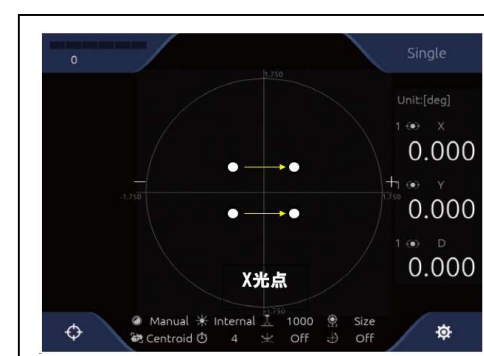 0
Single
1.750
Unit:[deg]
1 X
0.000
-1.750
1.750
1 Y
0.000
1 D
0.000
X光点
-1.750
Manual Internal 1000 Size
Centroid 4 Off Off